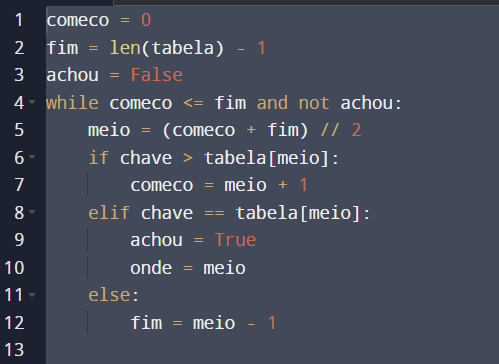 1 comeco = 0
2 fim = len(tabela) - 1
3 achou = False
4 while comeco <= fim and not achou:
5     meio = (comeco + fim) // 2
6     if chave > tabela[meio]:
7         comeco = meio + 1
8     elif chave == tabela[meio]:
9         achou = True
10         onde = meio
11     else:
12         fim = meio - 1
13